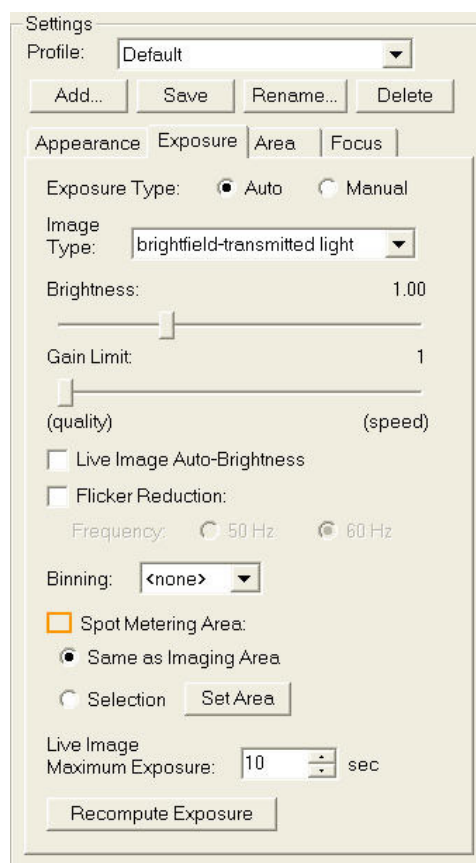 Settings
Profile: Default
Add... Save Rename... Delete
Appearance Exposure Area Focus
Exposure Type: Auto Manual
Image
Type: brightfield-transmitted light
Brightness: 1.00
Gain Limit: 1
(quality) (speed)
Live Image Auto-Brightness
Flicker Reduction:
Frequency: 50 Hz 60 Hz
Binning: <none>
Spot Metering Area:
Same as Imaging Area
Selection Set Area
Live Image
Maximum Exposure: 10 sec
Recompute Exposure